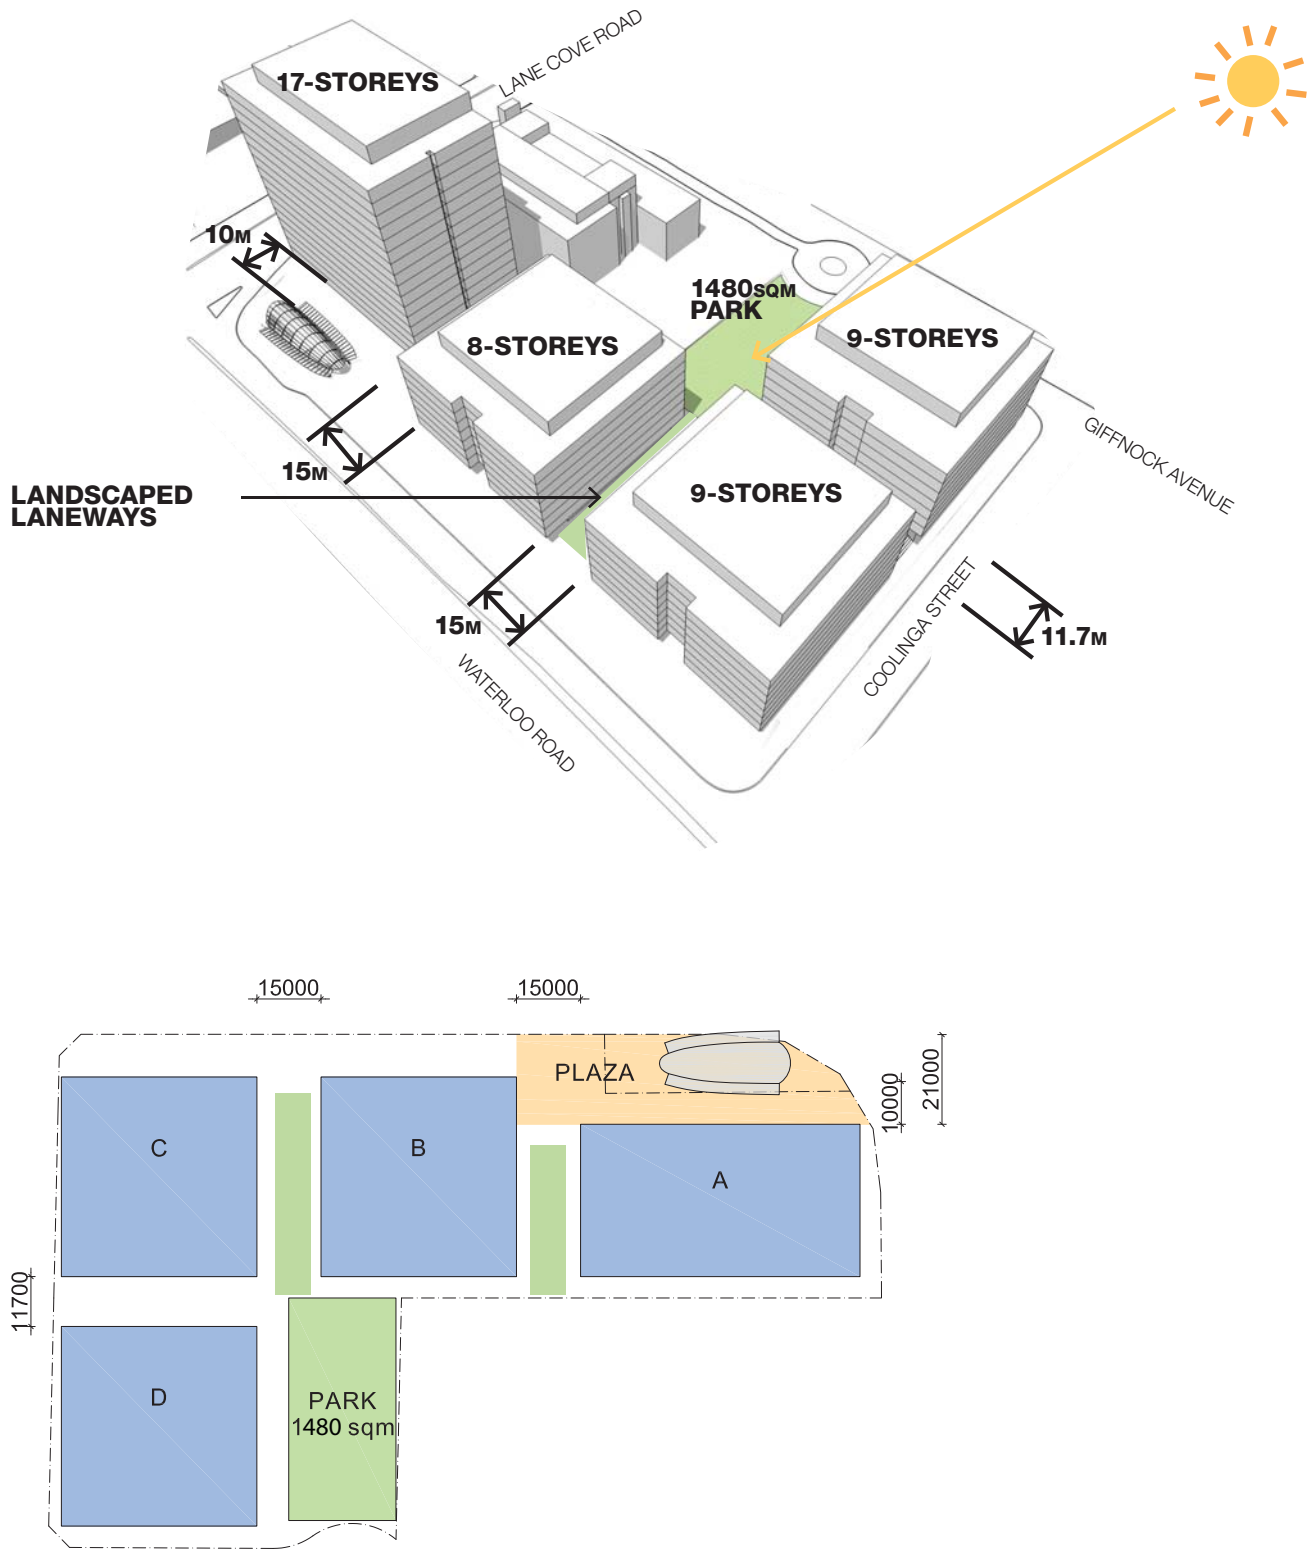 LANE COVE ROAD
17-STOREYS
10M
1480SQM
PARK
8-STOREYS
9-STOREYS
GIFFNOCK AVENUE
15M
LANDSCAPED
LANEWAYS
9-STOREYS
15M
COOLINGA STREET
11.7M
WATERLOO ROAD
15000
15000
PLAZA
21000
10000
C
B
A
11700
D
PARK
1480 sqm